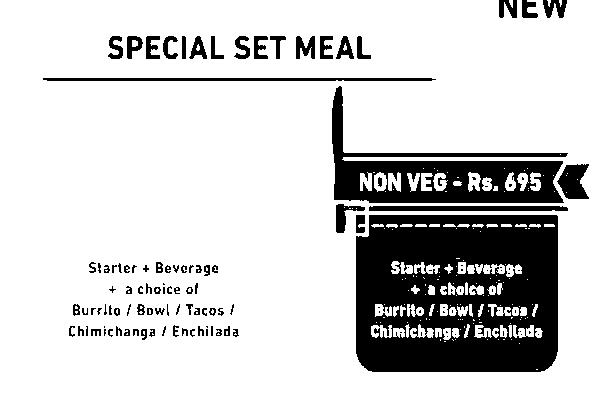 NEW
SPECIAL SET MEAL
NON VEG - Rs. 695
Starter + Beverage
+ a choice of
Burrito / Bowl / Tacos /
Chimichanga / Enchilada
Starter + Beverage
+ a choice of
Burrito / Bowl / Tacos /
Chimichanga / Enchilada